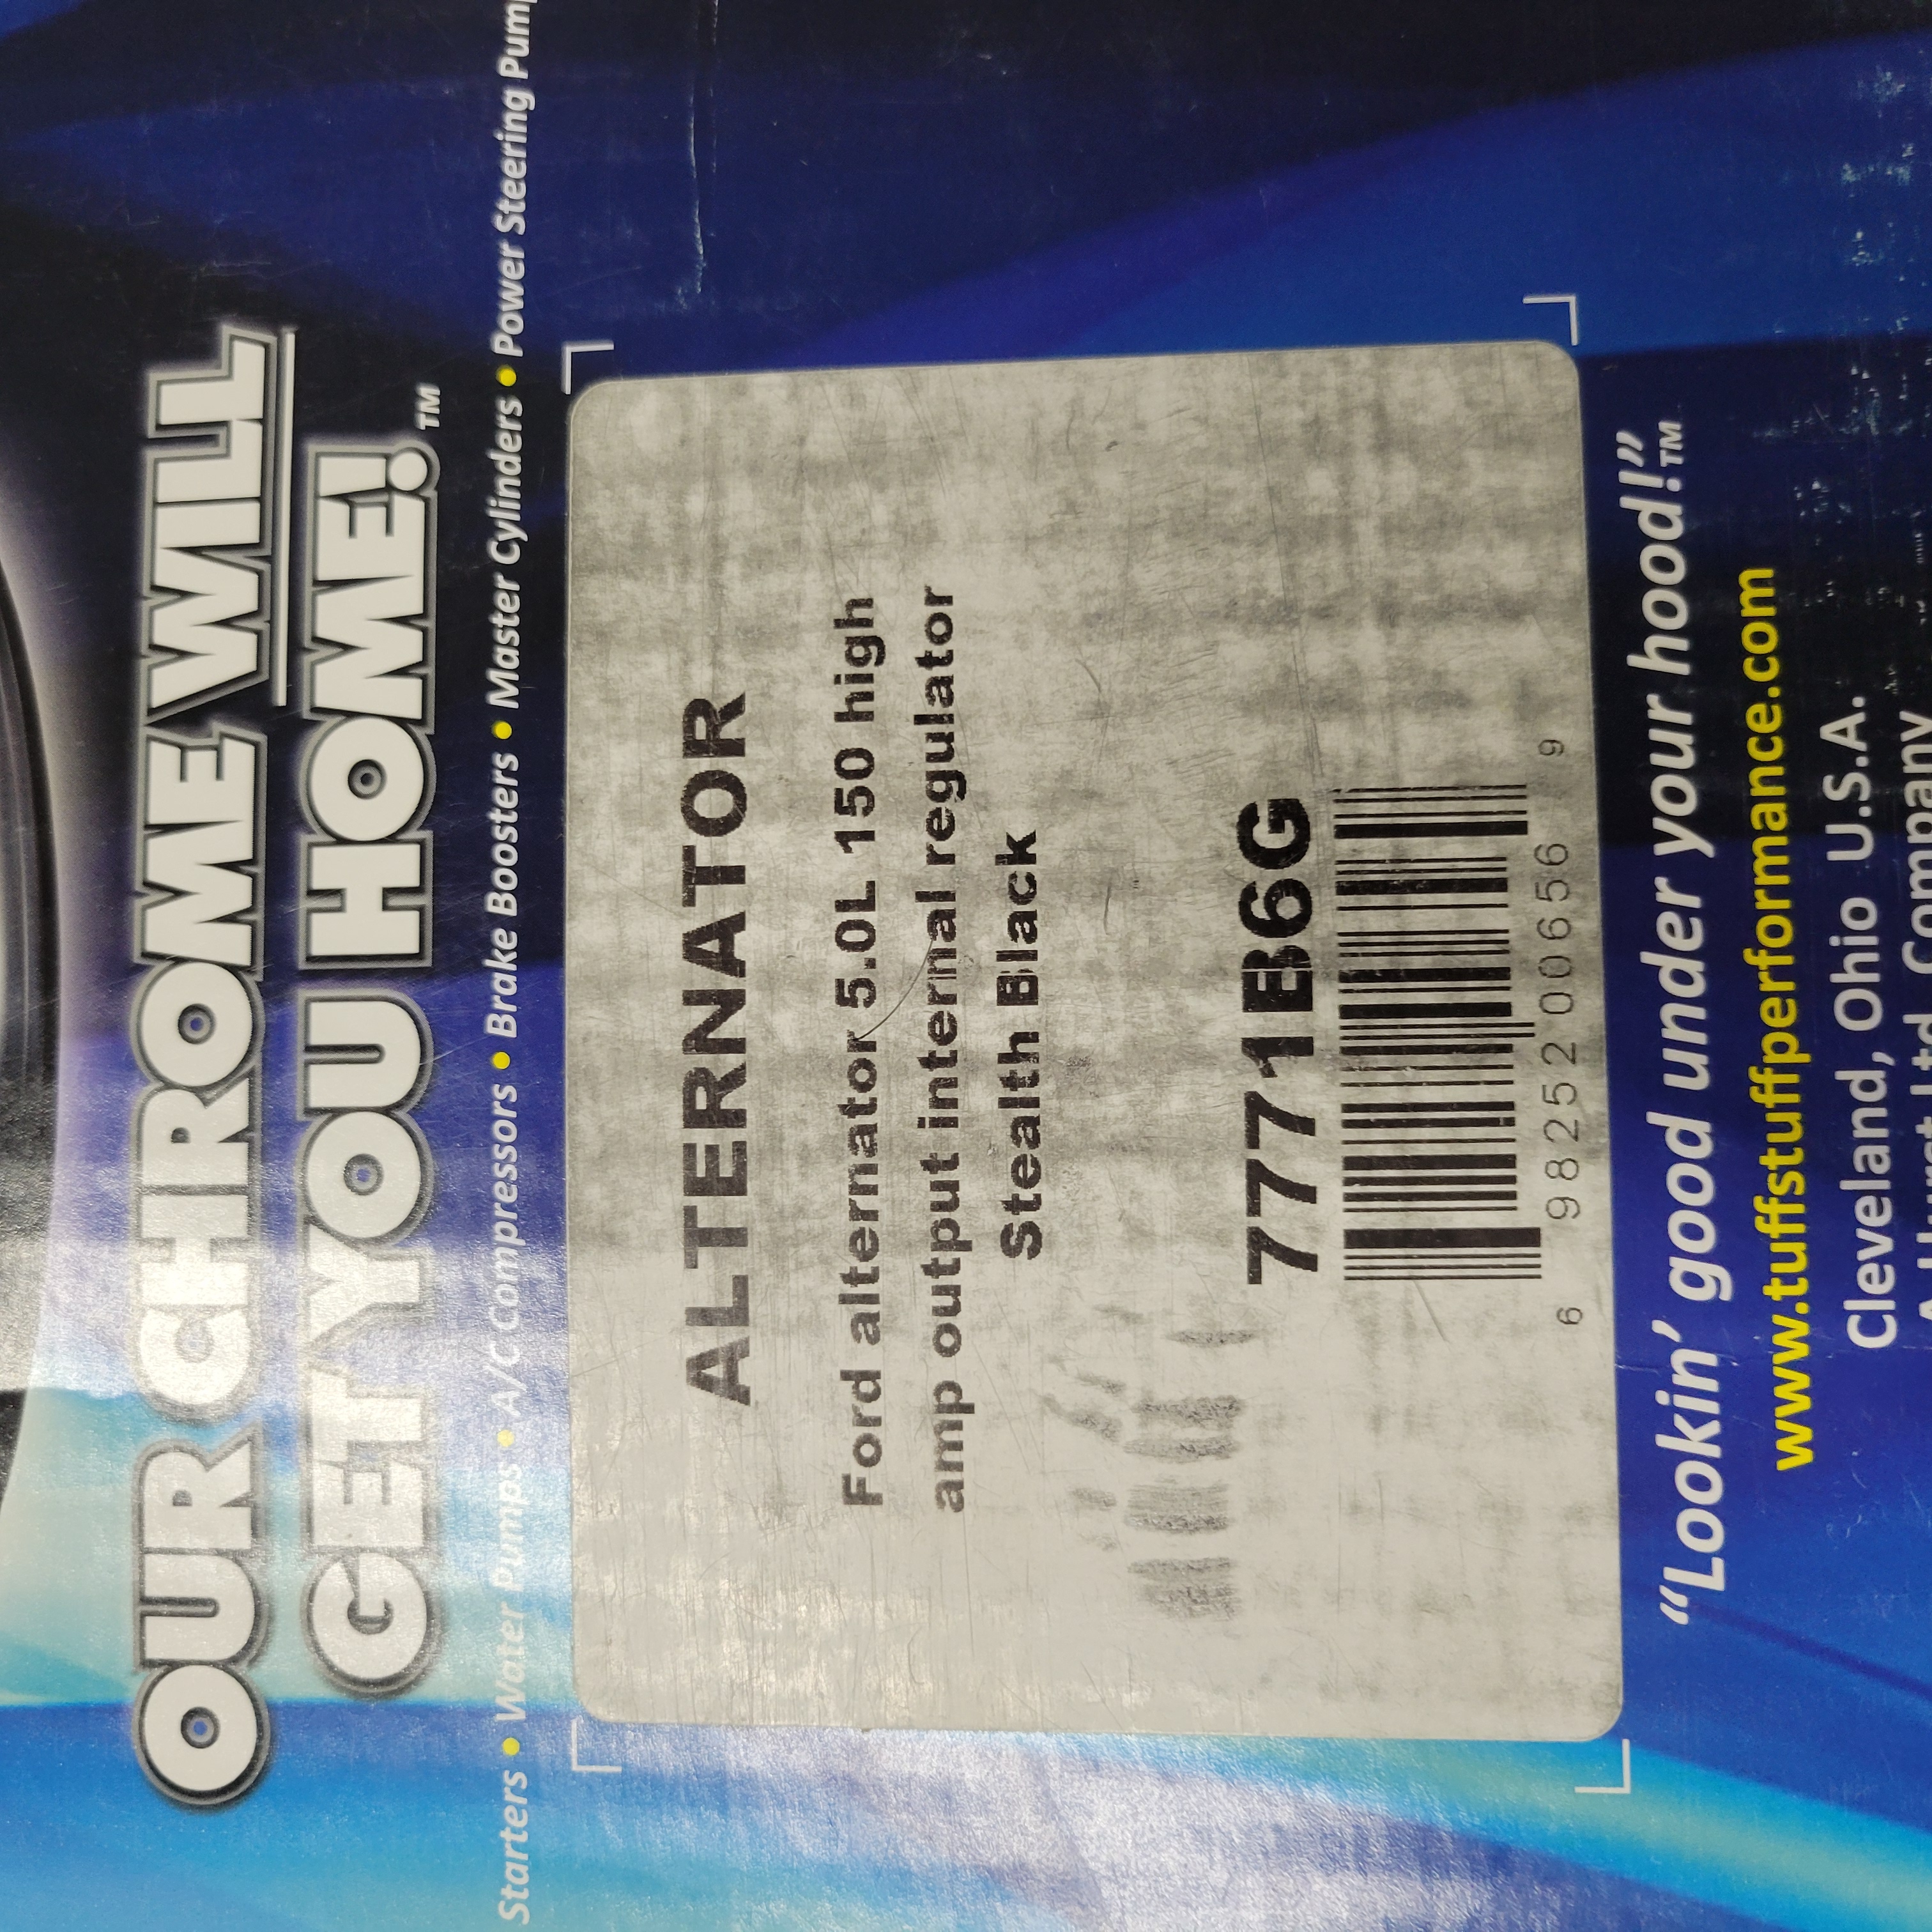 OUR CHROME WILL
GET YOU HOME!™
Starters • Water Pumps • A/C Compressors • Brake Boosters • Master Cylinders • Power Steering
ALTERNATOR
Ford alternator 5.0L 150 high
amp output internal regulator
Stealth Black
7771B6G
6 98252 00656 9
"Lookin' good under your hood!"™
www.tuffstuffperformance.com
Cleveland, Ohio U.S.A.
Company